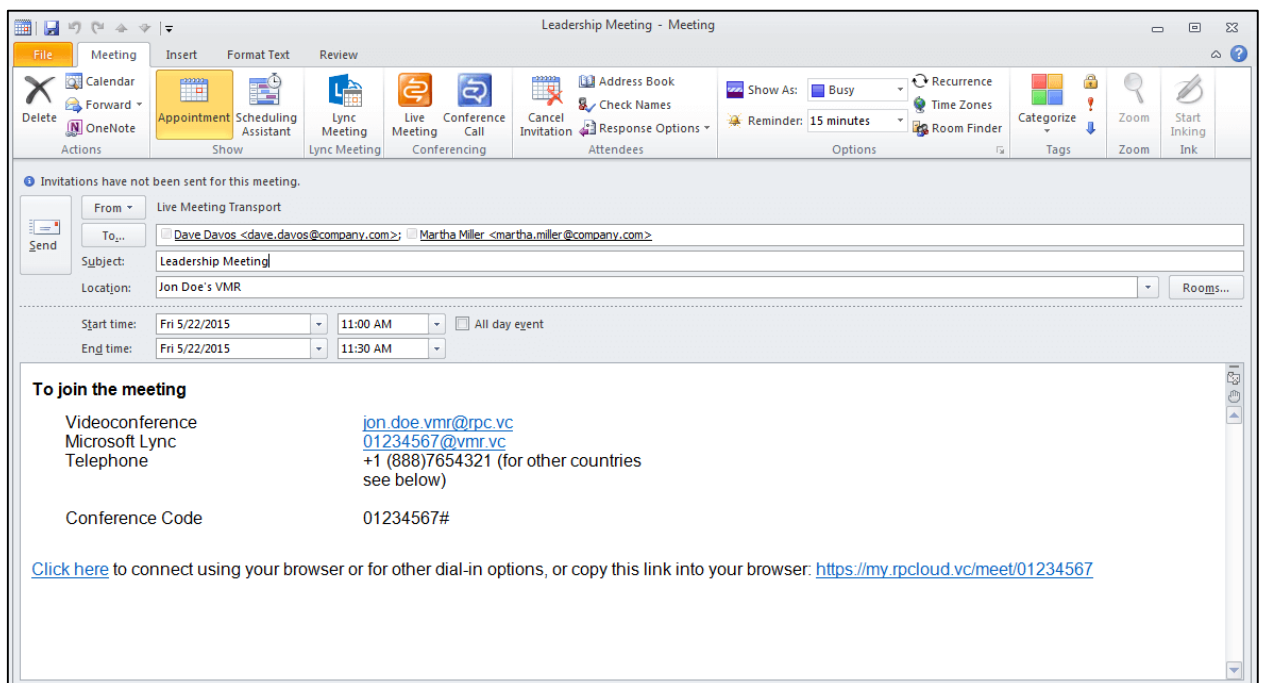 Leadership Meeting - Meeting
File Meeting Insert Format Text Review
Delete
Calendar
Forward
OneNote
Actions
Appointment
Scheduling
Assistant
Show
Lync
Meeting
Lync Meeting
Live
Meeting
Conference
Call
Conferencing
Cancel
Invitation
Address Book
Check Names
Response Options
Attendees
Show As: Busy
Reminder: 15 minutes
Recurrence
Time Zones
Room Finder
Options
Categorize
Tags
Zoom
Zoom
Start
Inking
Ink
Invitations have not been sent for this meeting.
Send
From Live Meeting Transport
To... Dave Davos <dave.davos@company.com>; Martha Miller <martha.miller@company.com>
Subject: Leadership Meeting
Location: Jon Doe's VMR Rooms...
Start time: Fri 5/22/2015 11:00 AM All day event
End time: Fri 5/22/2015 11:30 AM
To join the meeting
Videoconference jon.doe.vmr@rpc.vc
Microsoft Lync 01234567@vmr.vc
Telephone +1 (888)7654321 (for other countries
see below)
Conference Code 01234567#
Click here to connect using your browser or for other dial-in options, or copy this link into your browser: https://my.rpcloud.vc/meet/01234567